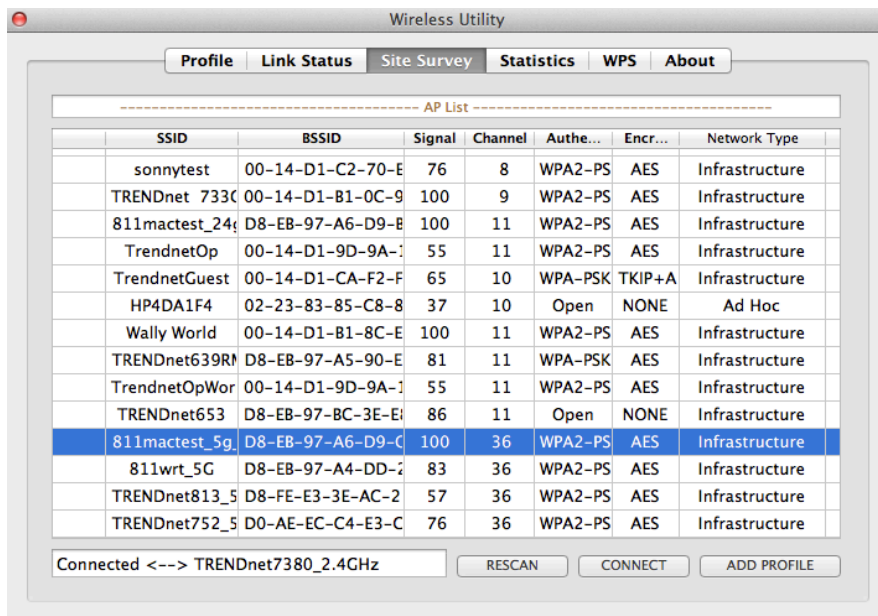 Wireless Utility
Profile Link Status Site Survey Statistics WPS About
------------------------------------- AP List -------------------------------------
SSID BSSID Signal Channel Authe... Encr... Network Type
sonnytest 00-14-D1-C2-70-E 76 8 WPA2-PS AES Infrastructure
TRENDnet 733( 00-14-D1-B1-0C-9 100 9 WPA2-PS AES Infrastructure
811mactest_24g D8-EB-97-A6-D9-B 100 11 WPA2-PS AES Infrastructure
TrendnetOp 00-14-D1-9D-9A-1 55 11 WPA2-PS AES Infrastructure
TrendnetGuest 00-14-D1-CA-F2-F 65 10 WPA-PSK TKIP+A Infrastructure
HP4DA1F4 02-23-83-85-C8-8 37 10 Open NONE Ad Hoc
Wally World 00-14-D1-B1-8C-E 100 11 WPA2-PS AES Infrastructure
TRENDnet639RM D8-EB-97-A5-90-E 81 11 WPA-PSK AES Infrastructure
TrendnetOpWor 00-14-D1-9D-9A-1 55 11 WPA2-PS AES Infrastructure
TRENDnet653 D8-EB-97-BC-3E-E 86 11 Open NONE Infrastructure
811mactest_5g_ D8-EB-97-A6-D9-C 100 36 WPA2-PS AES Infrastructure
811wrt_5G D8-EB-97-A4-DD-2 83 36 WPA2-PS AES Infrastructure
TRENDnet813_5 D8-FE-E3-3E-AC-2 57 36 WPA2-PS AES Infrastructure
TRENDnet752_5 D0-AE-EC-C4-E3-C 76 36 WPA2-PS AES Infrastructure
Connected <--> TRENDnet7380_2.4GHz RESCAN CONNECT ADD PROFILE